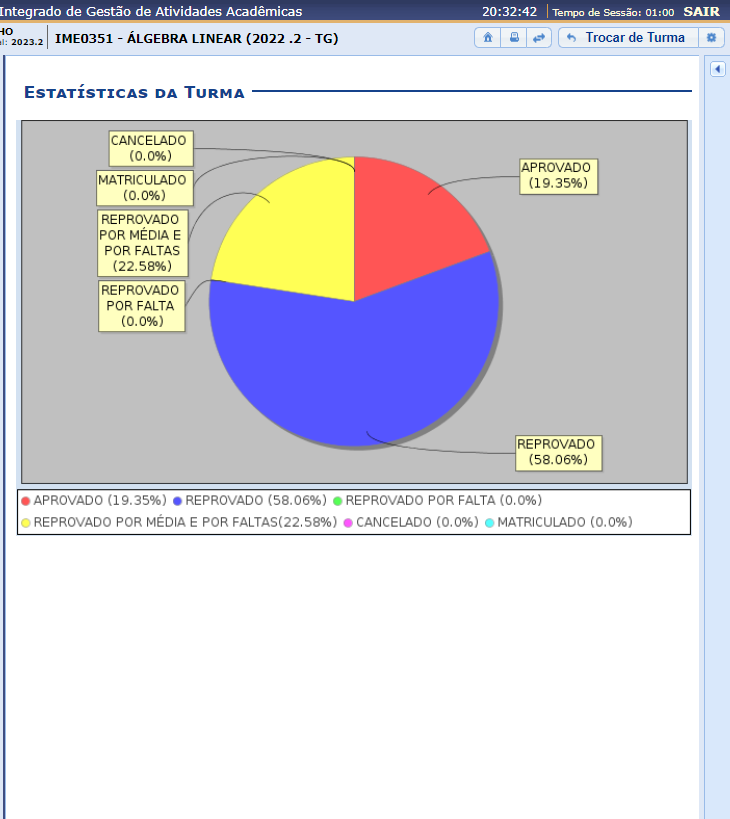 Integrado de Gestão de Atividades Acadêmicas 20:32:42 Tempo de Sessão: 01:00 SAIR
2023.2 IME0351 - ÁLGEBRA LINEAR (2022 .2 - TG) Trocar de Turma
ESTATÍSTICAS DA TURMA
CANCELADO
(0.0%)
MATRICULADO
(0.0%)
REPROVADO
POR MÉDIA E
POR FALTAS
(22.58%)
REPROVADO
POR FALTA
(0.0%)
APROVADO
(19.35%)
REPROVADO
(58.06%)
APROVADO (19.35%) REPROVADO (58.06%) REPROVADO POR FALTA (0.0%)
REPROVADO POR MÉDIA E POR FALTAS(22.58%) CANCELADO (0.0%) MATRICULADO (0.0%)